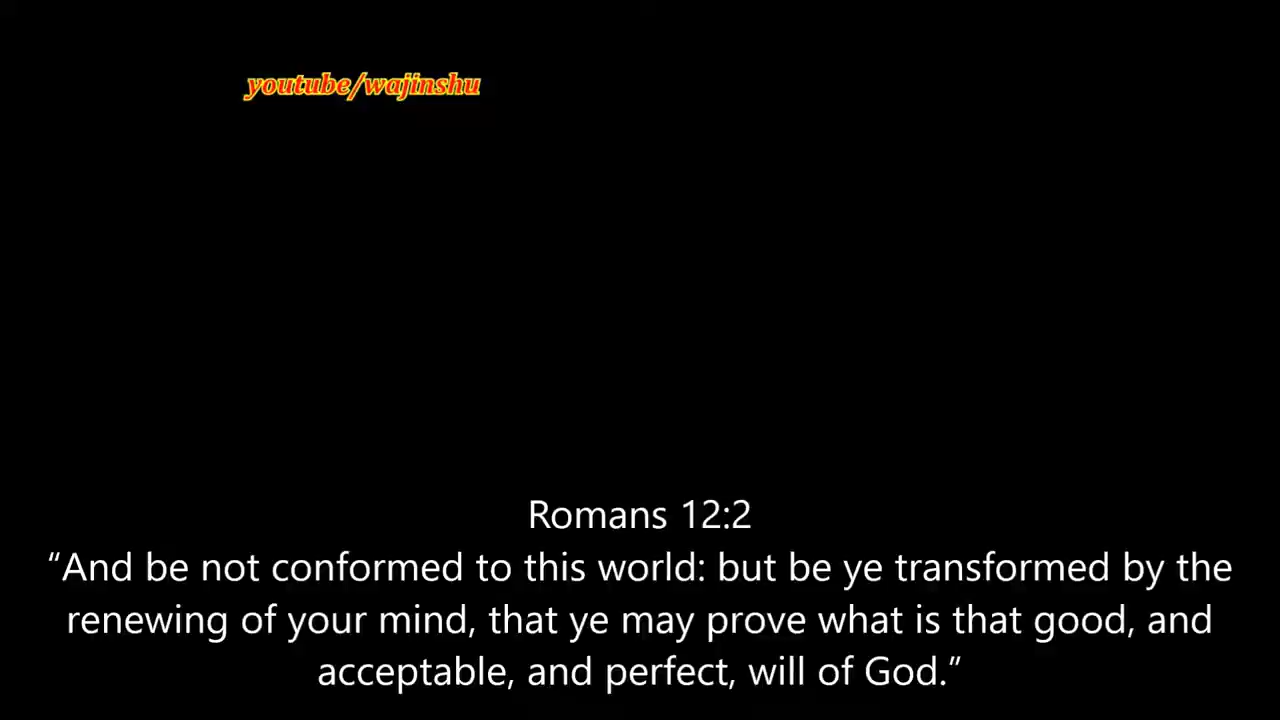 youtube/wajinshu
Romans 12:2
“And be not conformed to this world: but be ye transformed by the
renewing of your mind, that ye may prove what is that good, and
acceptable, and perfect, will of God.”